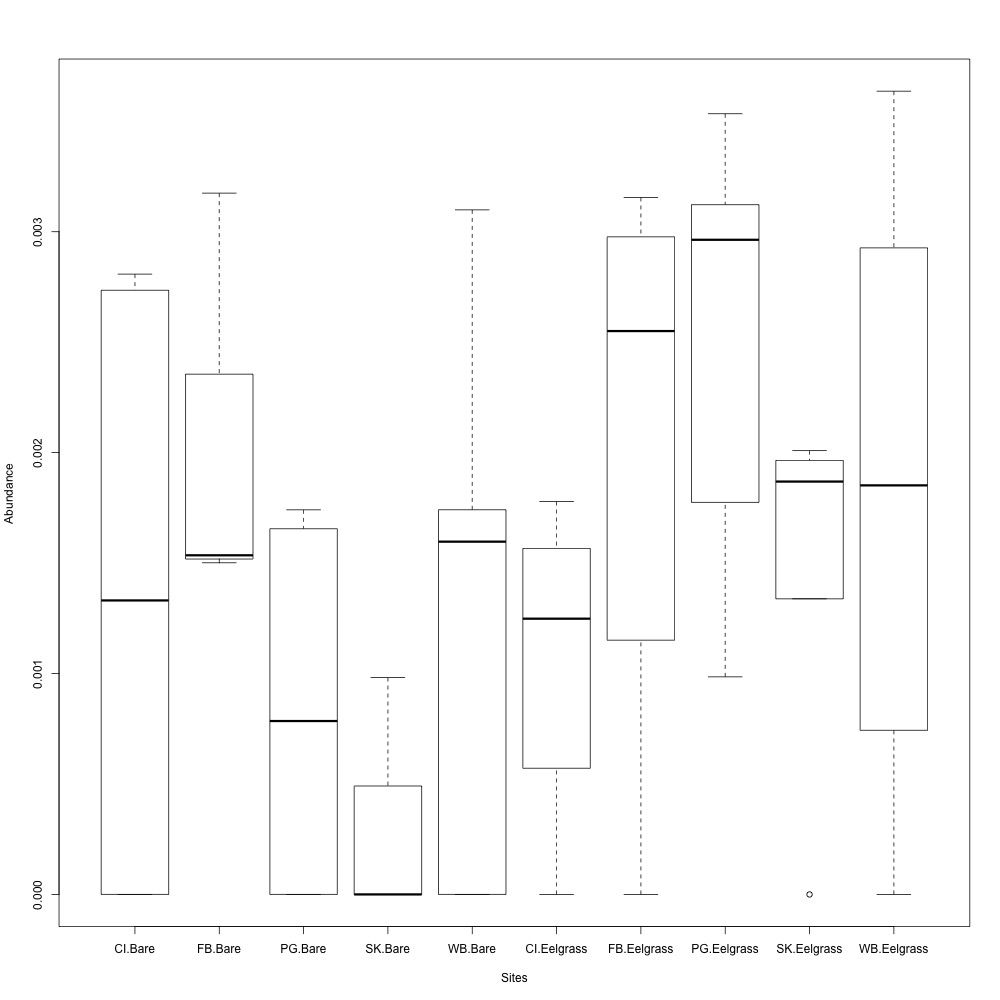 Abundance
0.003
0.002
0.001
0.000
CI.Bare FB.Bare PG.Bare SK.Bare WB.Bare CI.Eelgrass FB.Eelgrass PG.Eelgrass SK.Eelgrass WB.Eelgrass
Sites